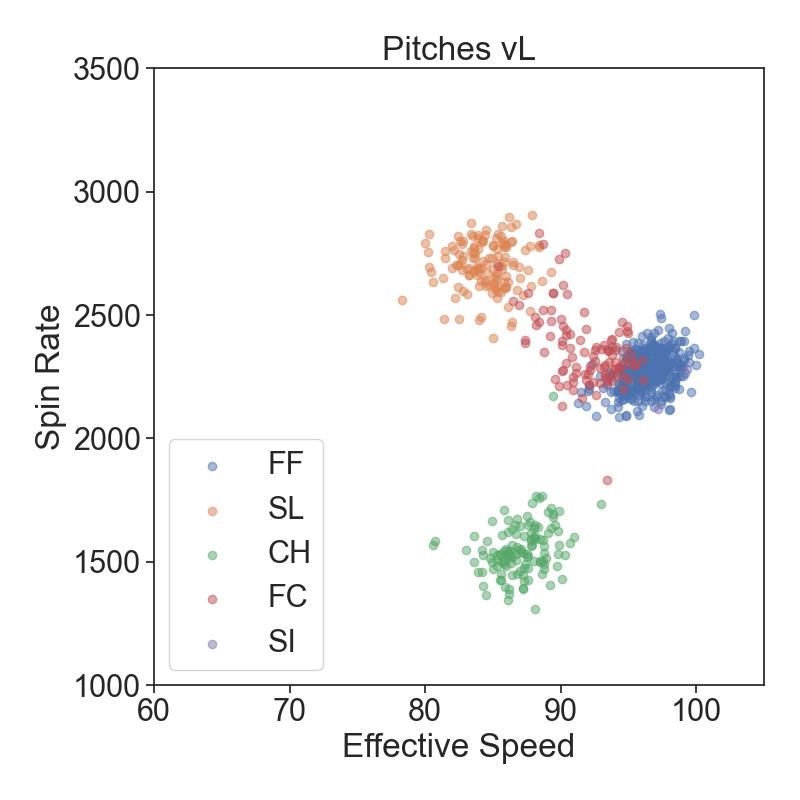 Pitches vL
3500
3000
2500
2000
1500
1000
Spin Rate
FF
SL
CH
FC
SI
60 70 80 90 100
Effective Speed